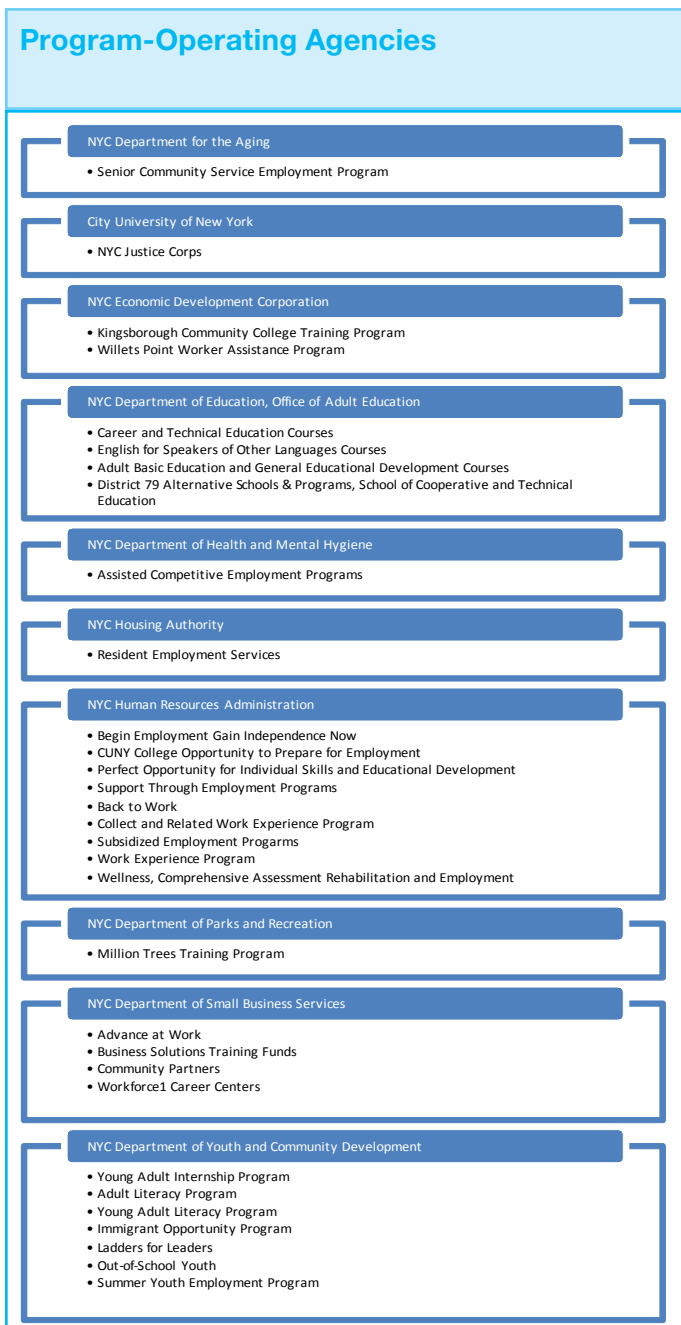 Program-Operating Agencies
NYC Department for the Aging
• Senior Community Service Employment Program
City University of New York
• NYC Justice Corps
NYC Economic Development Corporation
• Kingsborough Community College Training Program
• Willets Point Worker Assistance Program
NYC Department of Education, Office of Adult Education
• Career and Technical Education Courses
• English for Speakers of Other Languages Courses
• Adult Basic Education and General Educational Development Courses
• District 79 Alternative Schools & Programs, School of Cooperative and Technical
Education
NYC Department of Health and Mental Hygiene
• Assisted Competitive Employment Programs
NYC Housing Authority
• Resident Employment Services
NYC Human Resources Administration
• Begin Employment Gain Independence Now
• CUNY College Opportunity to Prepare for Employment
• Perfect Opportunity for Individual Skills and Educational Development
• Support Through Employment Programs
• Back to Work
• Collect and Related Work Experience Program
• Subsidized Employment Progarms
• Work Experience Program
• Wellness, Comprehensive Assessment Rehabilitation and Employment
NYC Department of Parks and Recreation
• Million Trees Training Program
NYC Department of Small Business Services
• Advance at Work
• Business Solutions Training Funds
• Community Partners
• Workforce1 Career Centers
NYC Department of Youth and Community Development
• Young Adult Internship Program
• Adult Literacy Program
• Young Adult Literacy Program
• Immigrant Opportunity Program
• Ladders for Leaders
• Out-of-School Youth
• Summer Youth Employment Program